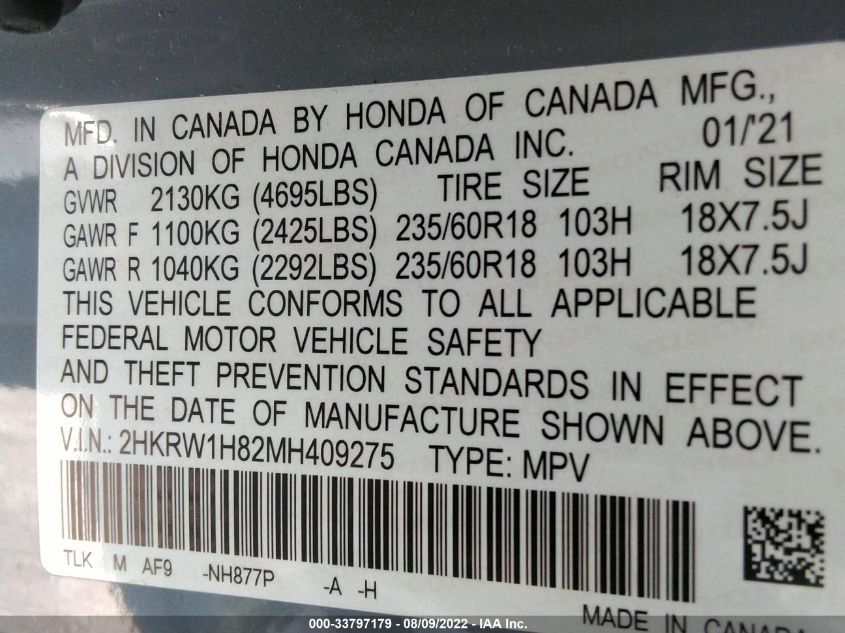 MFD. IN CANADA BY HONDA OF CANADA MFG.,
A DIVISION OF HONDA CANADA INC. 01/'21
GVWR 2130KG (4695LBS) TIRE SIZE RIM SIZE
GAWR F 1100KG (2425LBS) 235/60R18 103H 18X7.5J
GAWR R 1040KG (2292LBS) 235/60R18 103H 18X7.5J
THIS VEHICLE CONFORMS TO ALL APPLICABLE
FEDERAL MOTOR VEHICLE SAFETY
AND THEFT PREVENTION STANDARDS IN EFFECT
ON THE DATE OF MANUFACTURE SHOWN ABOVE.
V.I.N.: 2HKRW1H82MH409275 TYPE: MPV
TLK M AF9 -NH877P -A -H
MADE IN CANADA
000-33797179 - 08/09/2022 - IAA Inc.